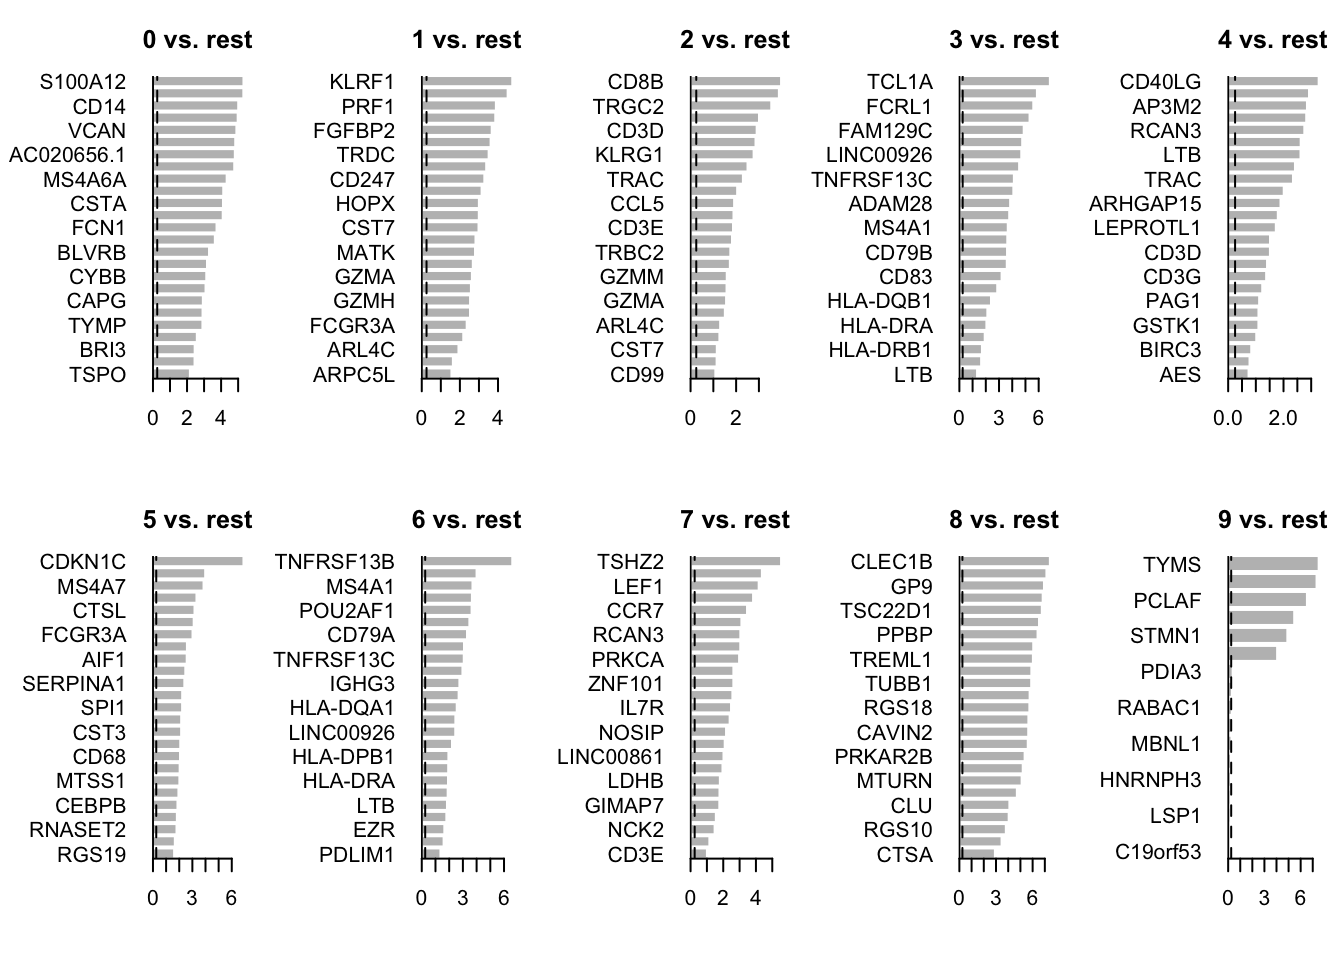 0 vs. rest
S100A12
CD14
VCAN
AC020656.1
MS4A6A
CSTA
FCN1
BLVRB
CYBB
CAPG
TYMP
BRI3
TSPO
0 2 4
1 vs. rest
KLRF1
PRF1
FGFBP2
TRDC
CD247
HOPX
CST7
MATK
GZMA
GZMH
FCGR3A
ARL4C
ARPC5L
0 2 4
2 vs. rest
CD8B
TRGC2
CD3D
KLRG1
TRAC
CCL5
CD3E
TRBC2
GZMM
GZMA
ARL4C
CST7
CD99
0 2
3 vs. rest
TCL1A
FCRL1
FAM129C
LINC00926
TNFRSF13C
ADAM28
MS4A1
CD79B
CD83
HLA-DQB1
HLA-DRA
HLA-DRB1
LTB
0 3 6
4 vs. rest
CD40LG
AP3M2
RCAN3
LTB
TRAC
ARHGAP15
LEPROTL1
CD3D
CD3G
PAG1
GSTK1
BIRC3
AES
0.0 2.0
5 vs. rest
CDKN1C
MS4A7
CTSL
FCGR3A
AIF1
SERPINA1
SPI1
CST3
CD68
MTSS1
CEBPB
RNASET2
RGS19
0 3 6
6 vs. rest
TNFRSF13B
MS4A1
POU2AF1
CD79A
TNFRSF13C
IGHG3
HLA-DQA1
LINC00926
HLA-DPB1
HLA-DRA
LTB
EZR
PDLIM1
0 3 6
7 vs. rest
TSHZ2
LEF1
CCR7
RCAN3
PRKCA
ZNF101
IL7R
NOSIP
LINC00861
LDHB
GIMAP7
NCK2
CD3E
0 2 4
8 vs. rest
CLEC1B
GP9
TSC22D1
PPBP
TREML1
TUBB1
RGS18
CAVIN2
PRKAR2B
MTURN
CLU
RGS10
CTSA
0 3 6
9 vs. rest
TYMS
PCLAF
STMN1
PDIA3
RABAC1
MBNL1
HNRNPH3
LSP1
C19orf53
0 3 6